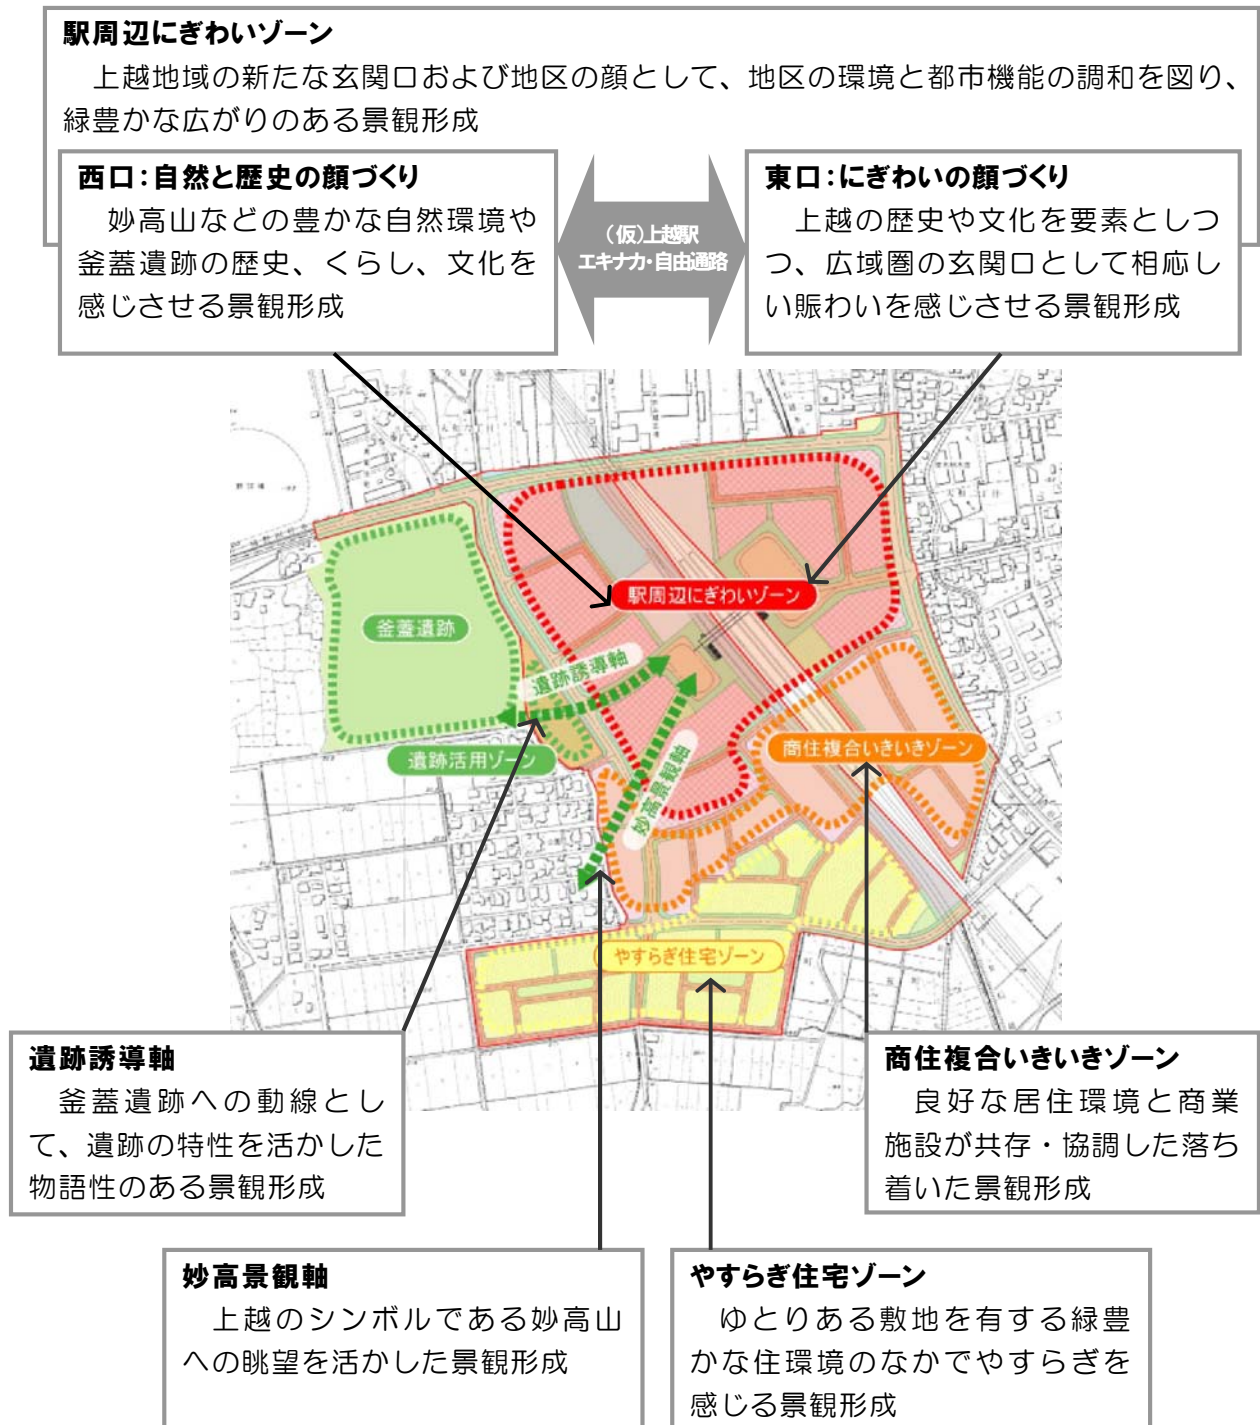 駅周辺にぎわいゾーン
上越地域の新たな玄関口および地区の顔として、地区の環境と都市機能の調和を図り、
緑豊かな広がりのある景観形成
西口：自然と歴史の顔づくり
妙高山などの豊かな自然環境や
釜蓋遺跡の歴史、くらし、文化を
感じさせる景観形成
（仮）上越駅
エキナカ・自由通路
東口：にぎわいの顔づくり
上越の歴史や文化を要素としつ
つ、広域圏の玄関口として相応し
い賑わいを感じさせる景観形成
駅周辺にぎわいゾーン
釜蓋遺跡
遺跡誘導軸
遺跡活用ゾーン
商住複合いきいきゾーン
妙高景観軸
やすらぎ住宅ゾーン
遺跡誘導軸
釜蓋遺跡への動線とし
て、遺跡の特性を活かした
物語性のある景観形成
商住複合いきいきゾーン
良好な居住環境と商業
施設が共存・協調した落ち
着いた景観形成
妙高景観軸
上越のシンボルである妙高山
への眺望を活かした景観形成
やすらぎ住宅ゾーン
ゆとりある敷地を有する緑豊
かな住環境のなかでやすらぎを
感じる景観形成